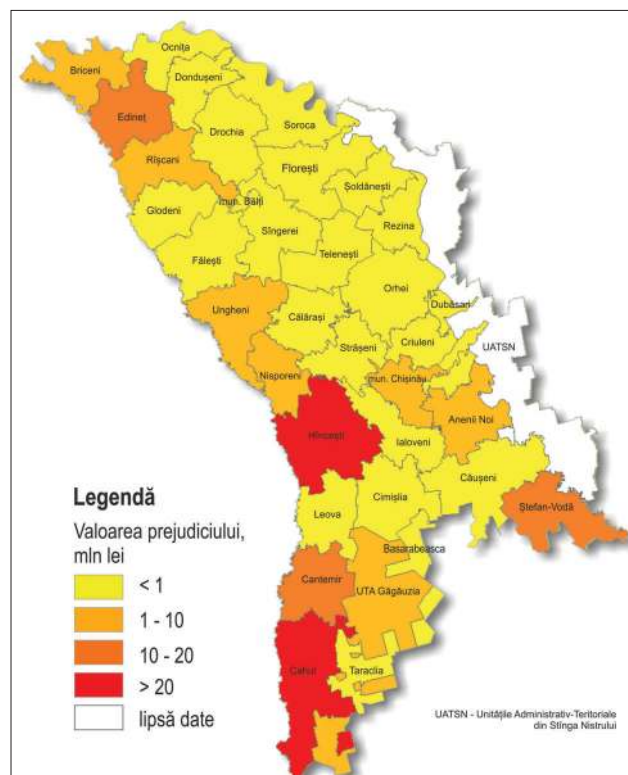 Ocnița
Briceni
Dondușeni
Edineț
Drochia
Soroca
Rîșcani
Florești
Șoldănești
mun. Bălți
Glodeni
Sîngerei
Rezina
Telenești
Fălești
Orhei
Ungheni
Dubăsari
Călărași
Criuleni
Strășeni
UATSN
Nisporeni
mun. Chișinău
Anenii Noi
Hîncești
Ialoveni
Căușeni
Cimișlia
Ștefan-Vodă
Leova
Basarabeasca
Cantemir
UTA Găgăuzia
Cahul
Taraclia
Legendă
Valoarea prejudiciului,
mln lei
< 1
1 - 10
10 - 20
> 20
lipsă date
UATSN - Unitățile Administrativ-Teritoriale
din Stînga Nistrului